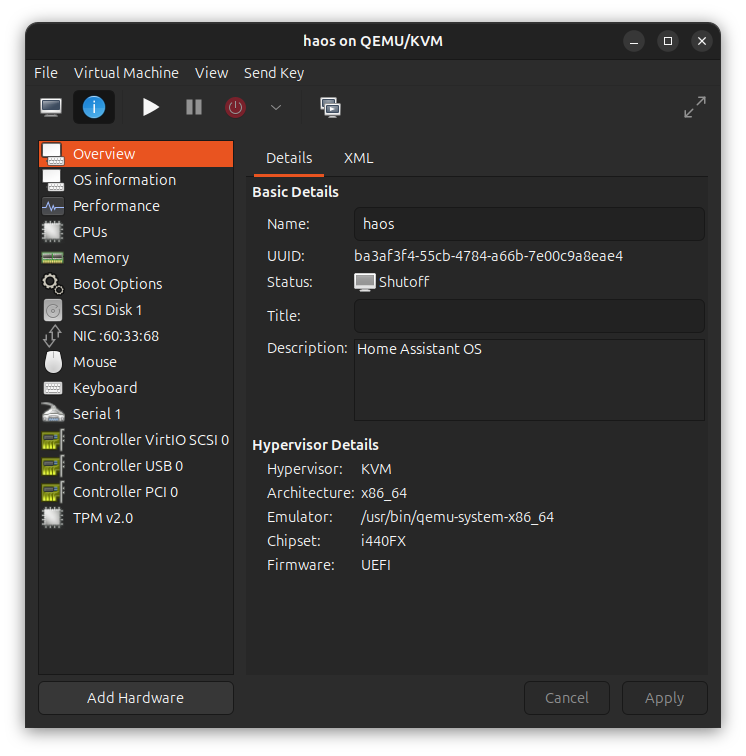 haos on QEMU/KVM
File Virtual Machine View Send Key
Overview
OS information
Performance
CPUs
Memory
Boot Options
SCSI Disk 1
NIC :60:33:68
Mouse
Keyboard
Serial 1
Controller VirtIO SCSI 0
Controller USB 0
Controller PCI 0
TPM v2.0
Add Hardware
Details XML
Basic Details
Name: haos
UUID: ba3af3f4-55cb-4784-a66b-7e00c9a8eae4
Status: Shutoff
Title:
Description: Home Assistant OS
Hypervisor Details
Hypervisor: KVM
Architecture: x86_64
Emulator: /usr/bin/qemu-system-x86_64
Chipset: i440FX
Firmware: UEFI
Cancel Apply